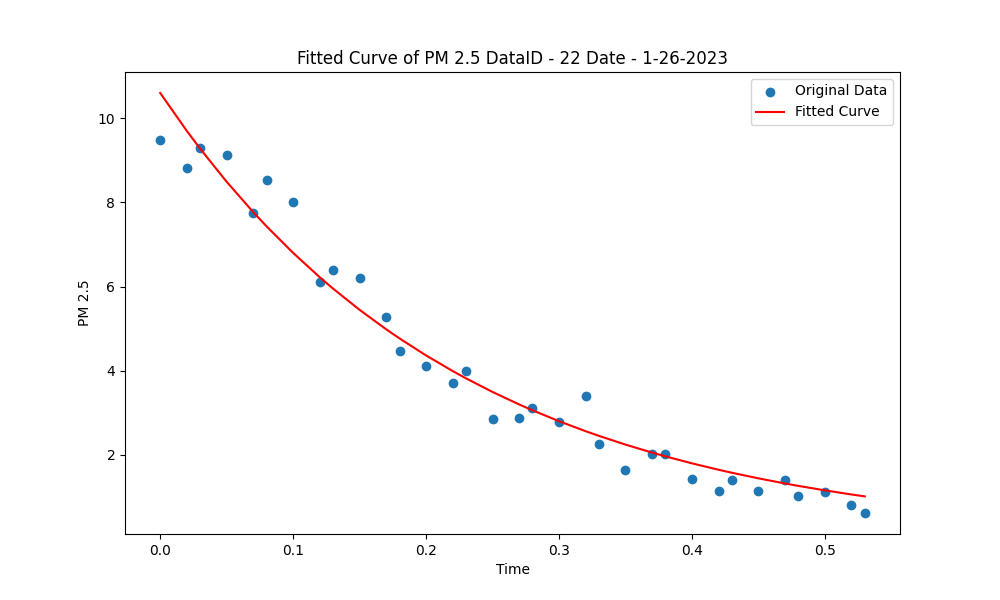 Fitted Curve of PM 2.5 DataID - 22 Date - 1-26-2023
Original Data
Fitted Curve
10
8
6
4
2
PM 2.5
0.0 0.1 0.2 0.3 0.4 0.5
Time